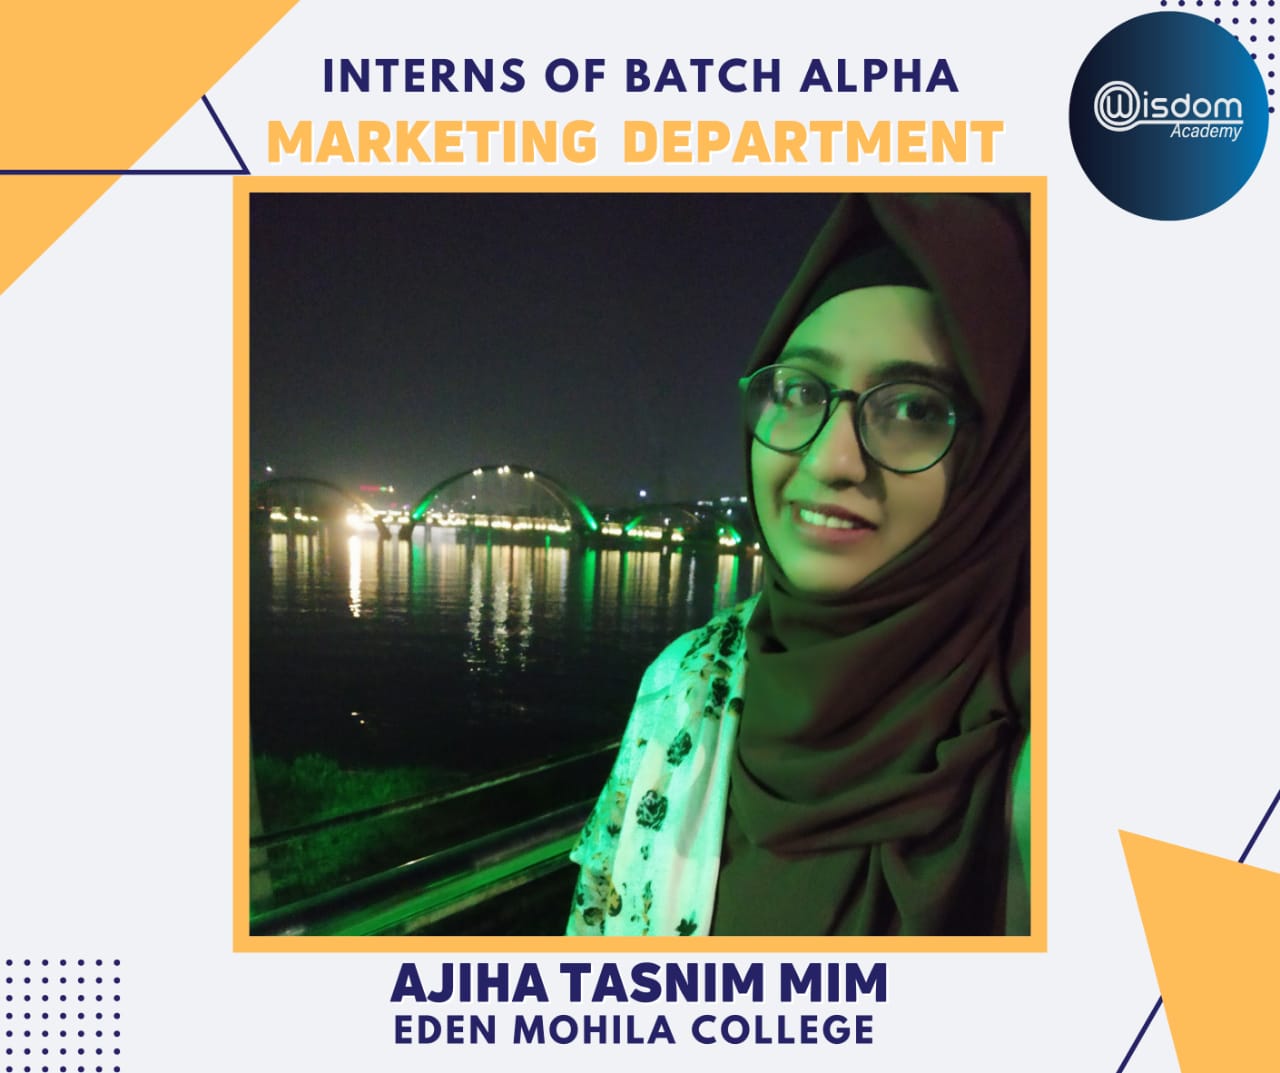 INTERNS OF BATCH ALPHA
MARKETING DEPARTMENT
Wisdom
Academy
AJIHA TASNIM MIM
EDEN MOHILA COLLEGE